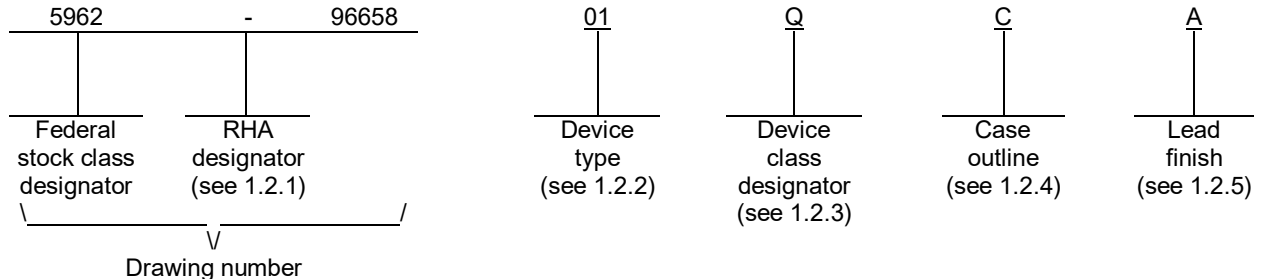 5962 - 96658 01 Q C A
Federal stock class designator
RHA designator (see 1.2.1)
Device type (see 1.2.2)
Device class designator (see 1.2.3)
Case outline (see 1.2.4)
Lead finish (see 1.2.5)
\ /
\/
Drawing number